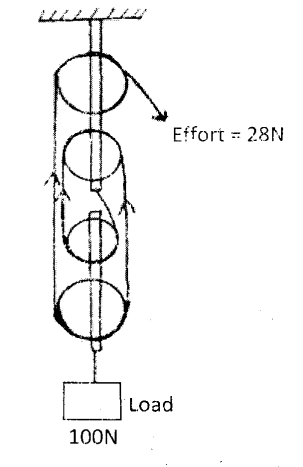 Effort = 28N
Load
100N